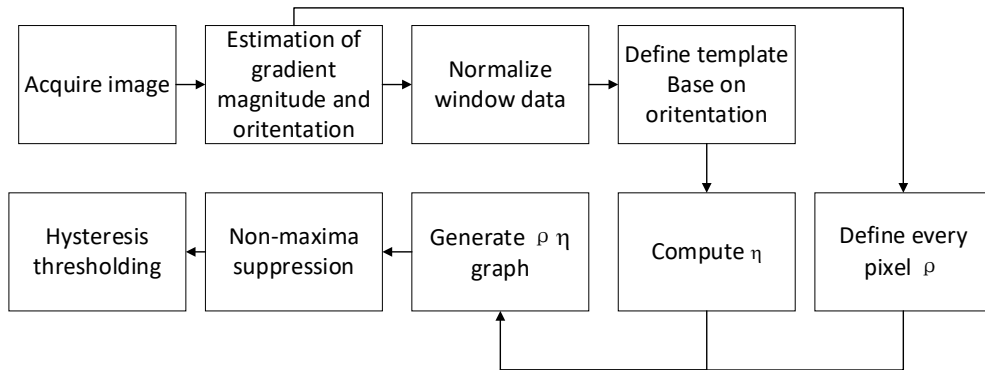 Acquire image
Estimation of
gradient
magnitude and
oritentation
Normalize
window data
Define template
Base on
oritentation
Hysteresis
thresholding
Non-maxima
suppression
Generate ρ η
graph
Compute η
Define every
pixel ρ